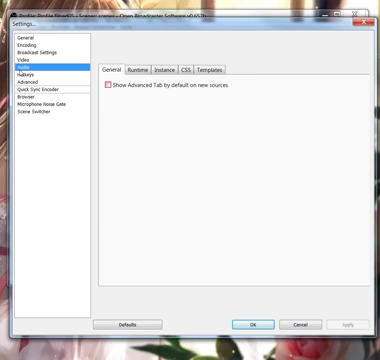 Settings...
General
Encoding
Broadcast Settings
Video
Audio
Hotkeys
Advanced
Quick Sync Encoder
Browser
Microphone Noise Gate
Scene Switcher
General Runtime Instance CSS Templates
Show Advanced Tab by default on new sources
Defaults OK Cancel Apply